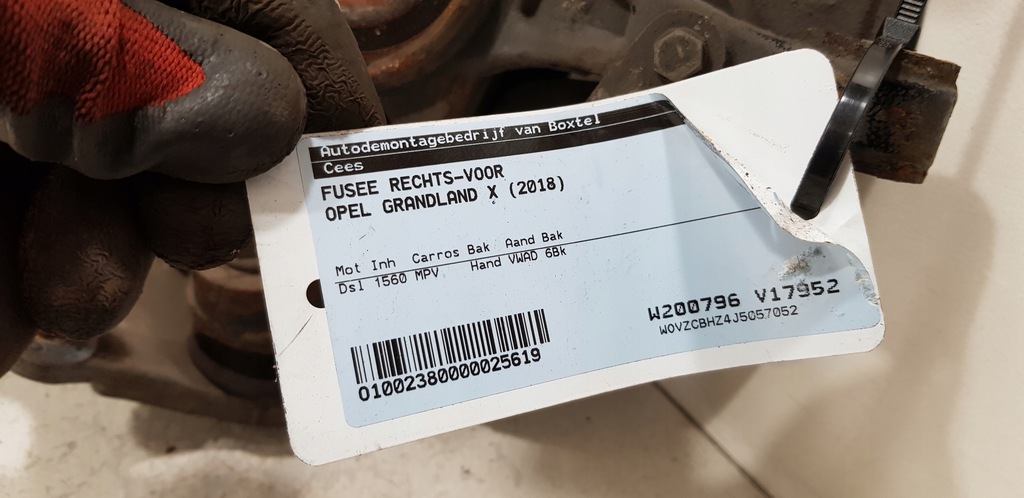 Autodemontagebedrijf van Boxtel
Cees
FUSEE RECHTS-VOOR
OPEL GRANDLAND X (2018)
Mot Inh Carros Bak Aand Bak
Dsl 1560 MPV Hand VWAD 6Bk
W200796 V17952
W0VZCBHZ4J5057052
01002380000025619